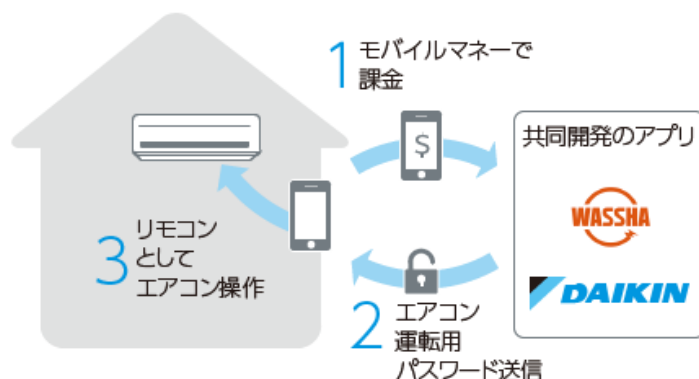 1 モバイルマネーで
課金
$
共同開発のアプリ
WASSHA
DAIKIN
2 エアコン
運転用
パスワード送信
3 リモコン
として
エアコン操作